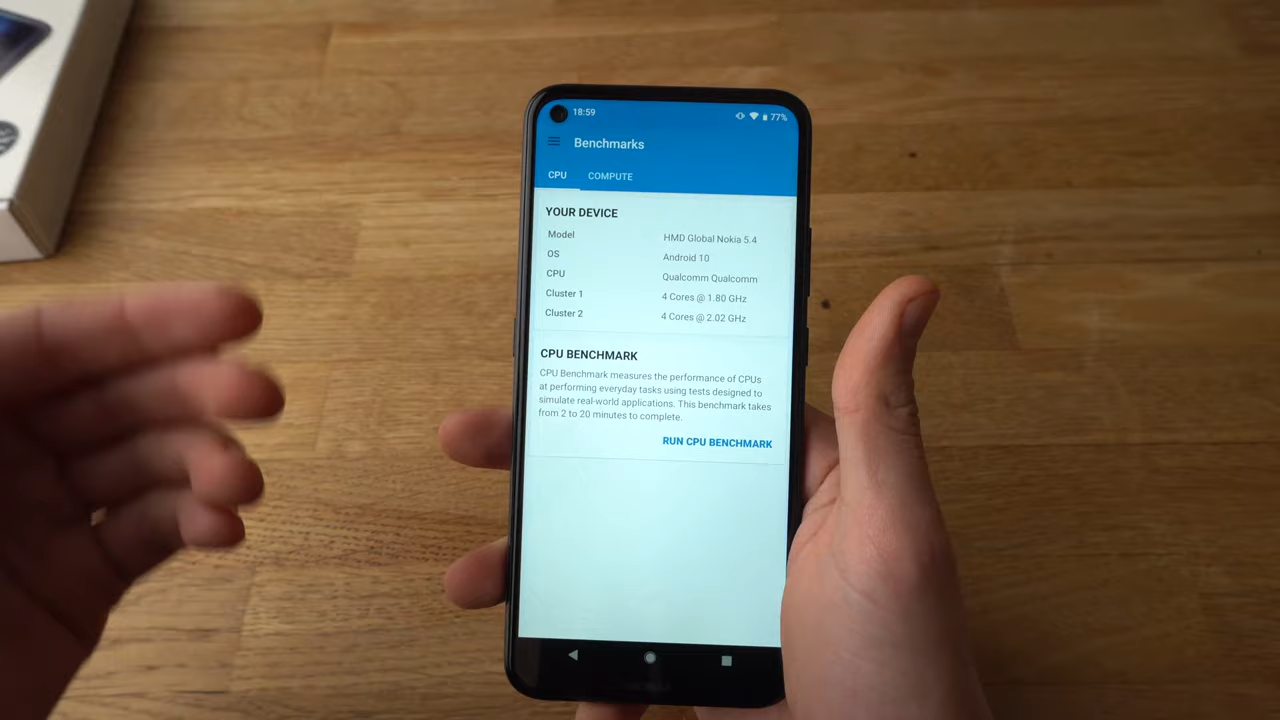 18:59
77%
Benchmarks
CPU COMPUTE
YOUR DEVICE
Model HMD Global Nokia 5.4
OS Android 10
CPU Qualcomm Qualcomm
Cluster 1 4 Cores @ 1.80 GHz
Cluster 2 4 Cores @ 2.02 GHz
CPU BENCHMARK
CPU Benchmark measures the performance of CPUs
at performing everyday tasks using tests designed to
simulate real-world applications. This benchmark takes
from 2 to 20 minutes to complete.
RUN CPU BENCHMARK